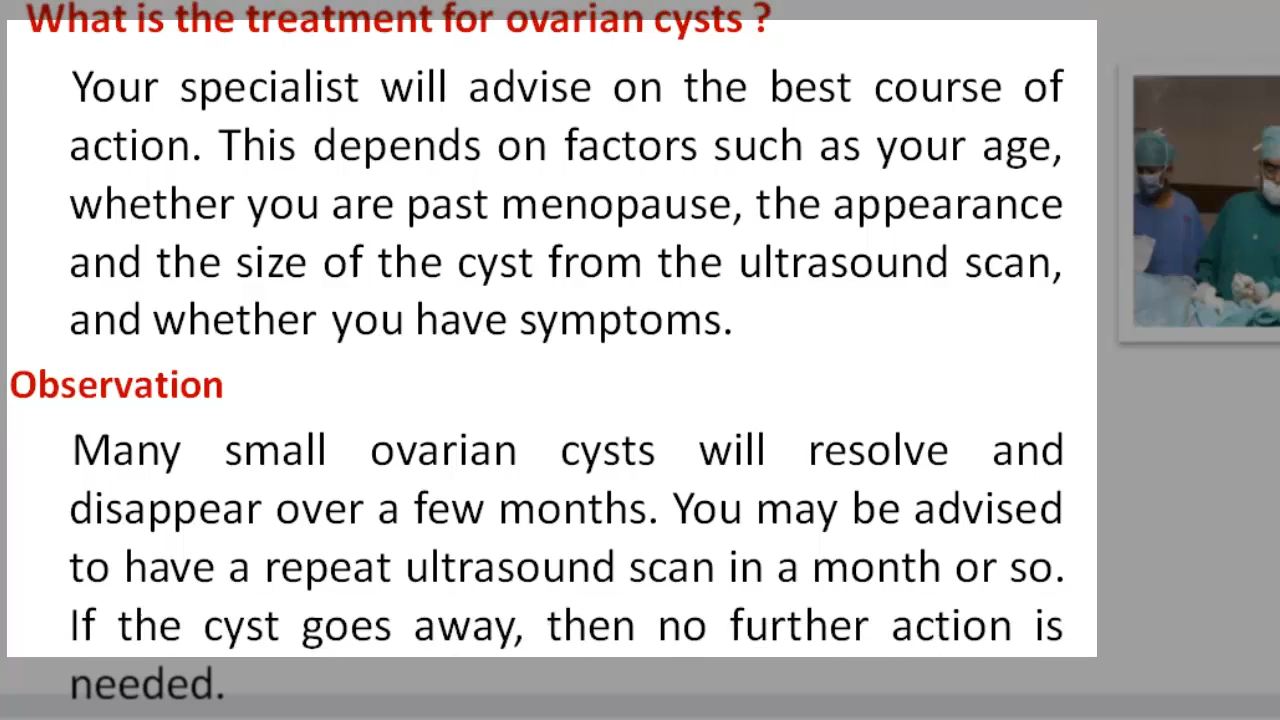 What is the treatment for ovarian cysts ?
Your specialist will advise on the best course of
action. This depends on factors such as your age,
whether you are past menopause, the appearance
and the size of the cyst from the ultrasound scan,
and whether you have symptoms.
Observation
Many small ovarian cysts will resolve and
disappear over a few months. You may be advised
to have a repeat ultrasound scan in a month or so.
If the cyst goes away, then no further action is
needed.